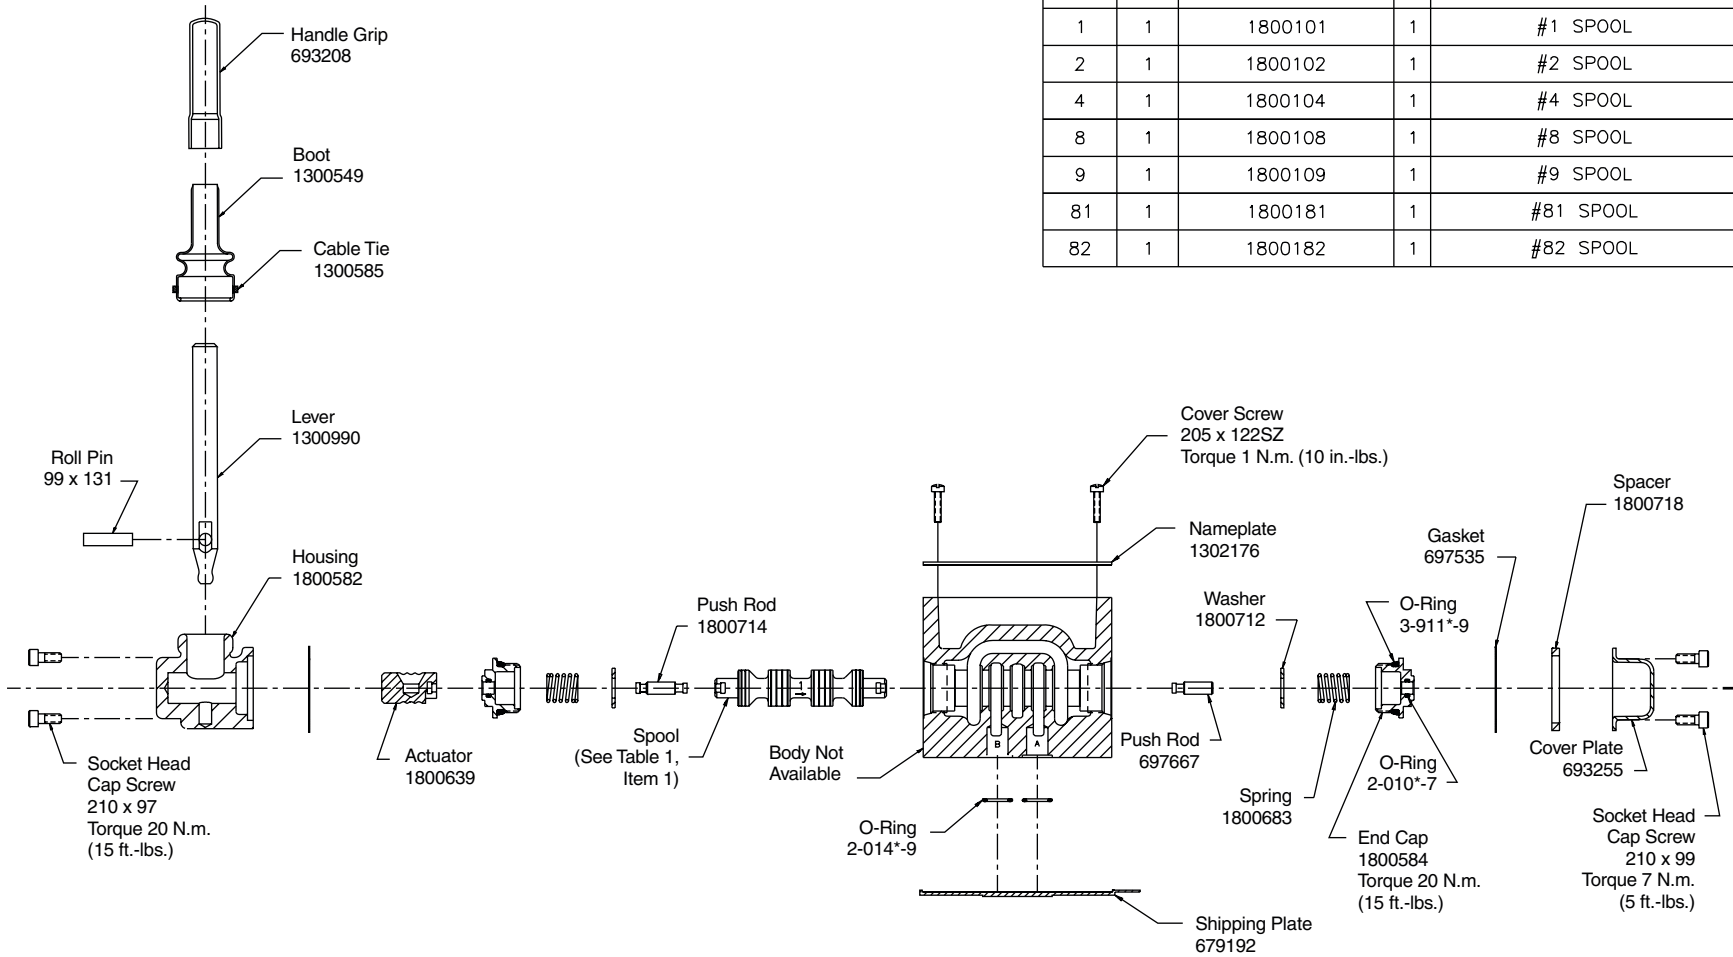 1 1 1800101 1 #1 SPOOL
2 1 1800102 1 #2 SPOOL
4 1 1800104 1 #4 SPOOL
8 1 1800108 1 #8 SPOOL
9 1 1800109 1 #9 SPOOL
81 1 1800181 1 #81 SPOOL
82 1 1800182 1 #82 SPOOL
Handle Grip
693208
Boot
1300549
Cable Tie
1300585
Lever
1300990
Roll Pin
99 x 131
Housing
1800582
Socket Head
Cap Screw
210 x 97
Torque 20 N.m.
(15 ft.-lbs.)
Actuator
1800639
Push Rod
1800714
1
Spool
(See Table 1,
Item 1)
Body Not
Available
Cover Screw
205 x 122SZ
Torque 1 N.m. (10 in.-lbs.)
Nameplate
1302176
B
A
O-Ring
2-014*-9
Shipping Plate
679192
Push Rod
697667
Washer
1800712
Spring
1800683
O-Ring
3-911*-9
O-Ring
2-010*-7
End Cap
1800584
Torque 20 N.m.
(15 ft.-lbs.)
Gasket
697535
Spacer
1800718
Cover Plate
693255
Socket Head
Cap Screw
210 x 99
Torque 7 N.m.
(5 ft.-lbs.)